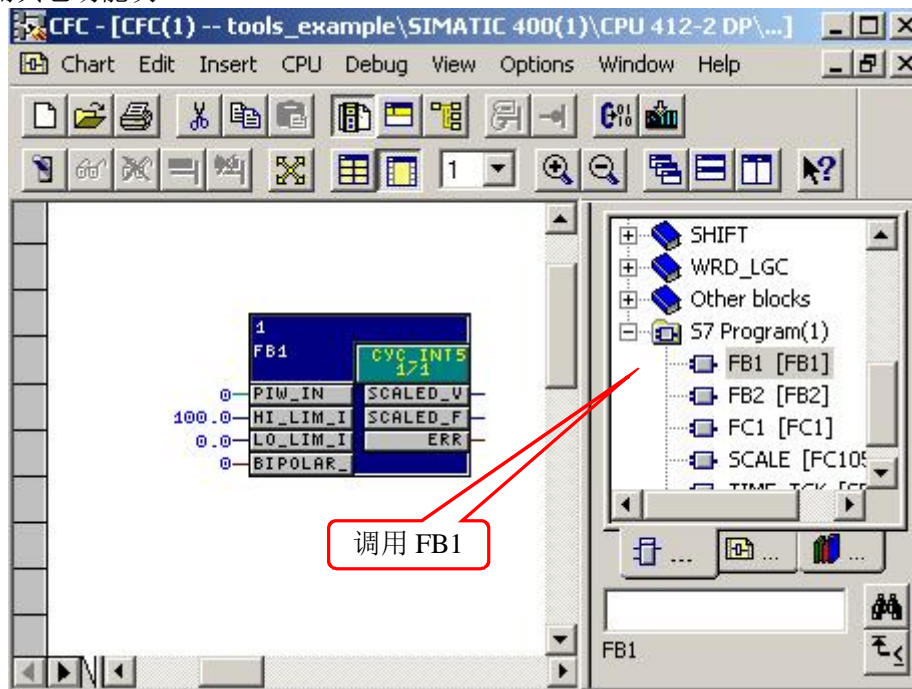 CFC - [CFC(1) -- tools_example\SIMATIC 400(1)\CPU 412-2 DP\...]
Chart Edit Insert CPU Debug View Options Window Help
1
SHIFT
WRD_LGC
Other blocks
S7 Program(1)
FB1 [FB1]
FB2 [FB2]
FC1 [FC1]
SCALE [FC105
1
FB1
CYC_INT5
1/1
0 PIW_IN SCALED_V
100.0 HI_LIM_I SCALED_F
0.0 LO_LIM_I ERR
0 BIPOLAR_
调用 FB1
... ... ...
FB1